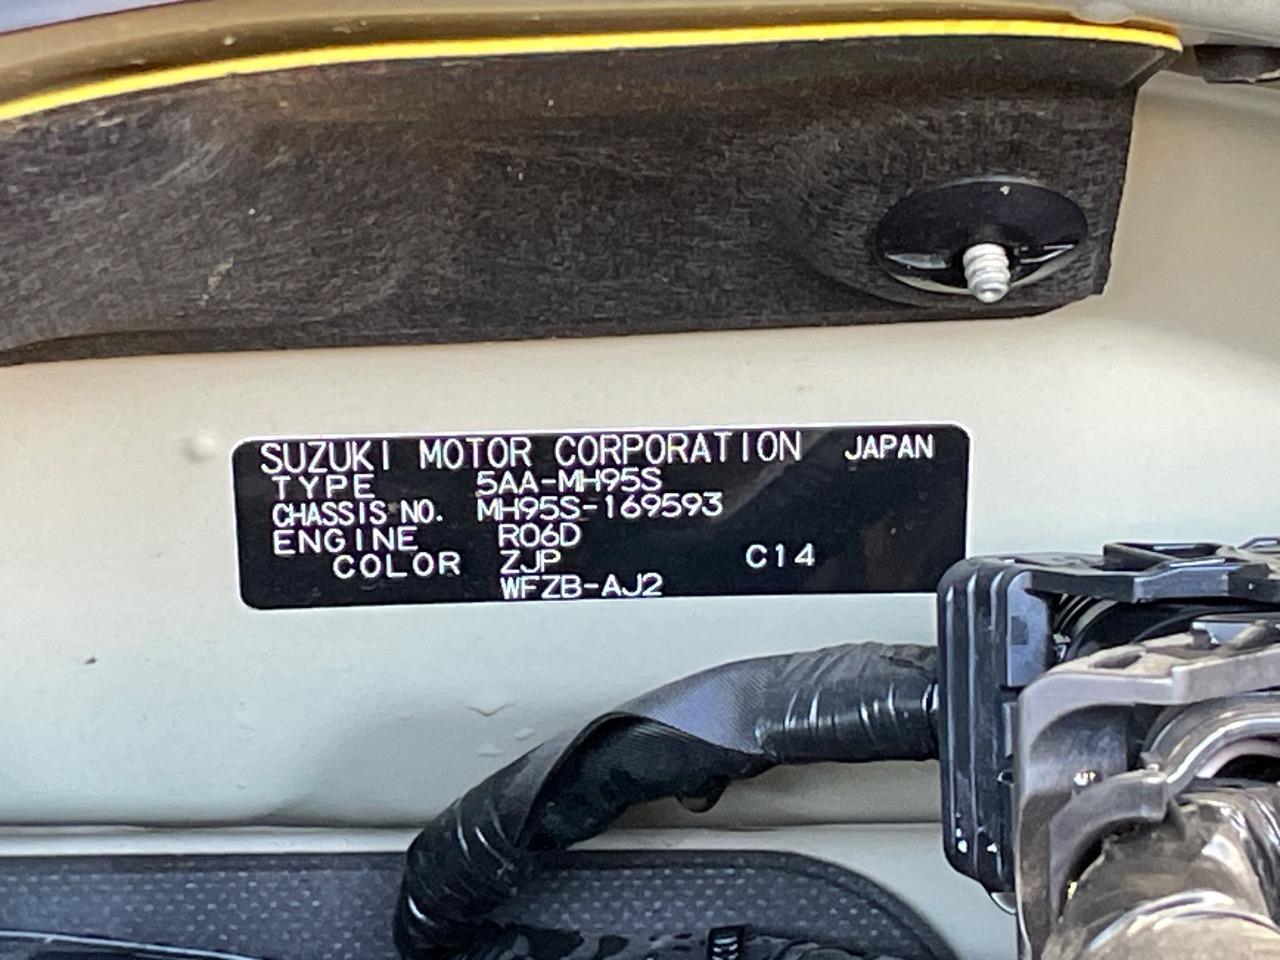 SUZUKI MOTOR CORPORATION JAPAN
TYPE 5AA-MH95S
CHASSIS NO. MH95S-169593
ENGINE R06D
COLOR ZJP C14
WFZB-AJ2